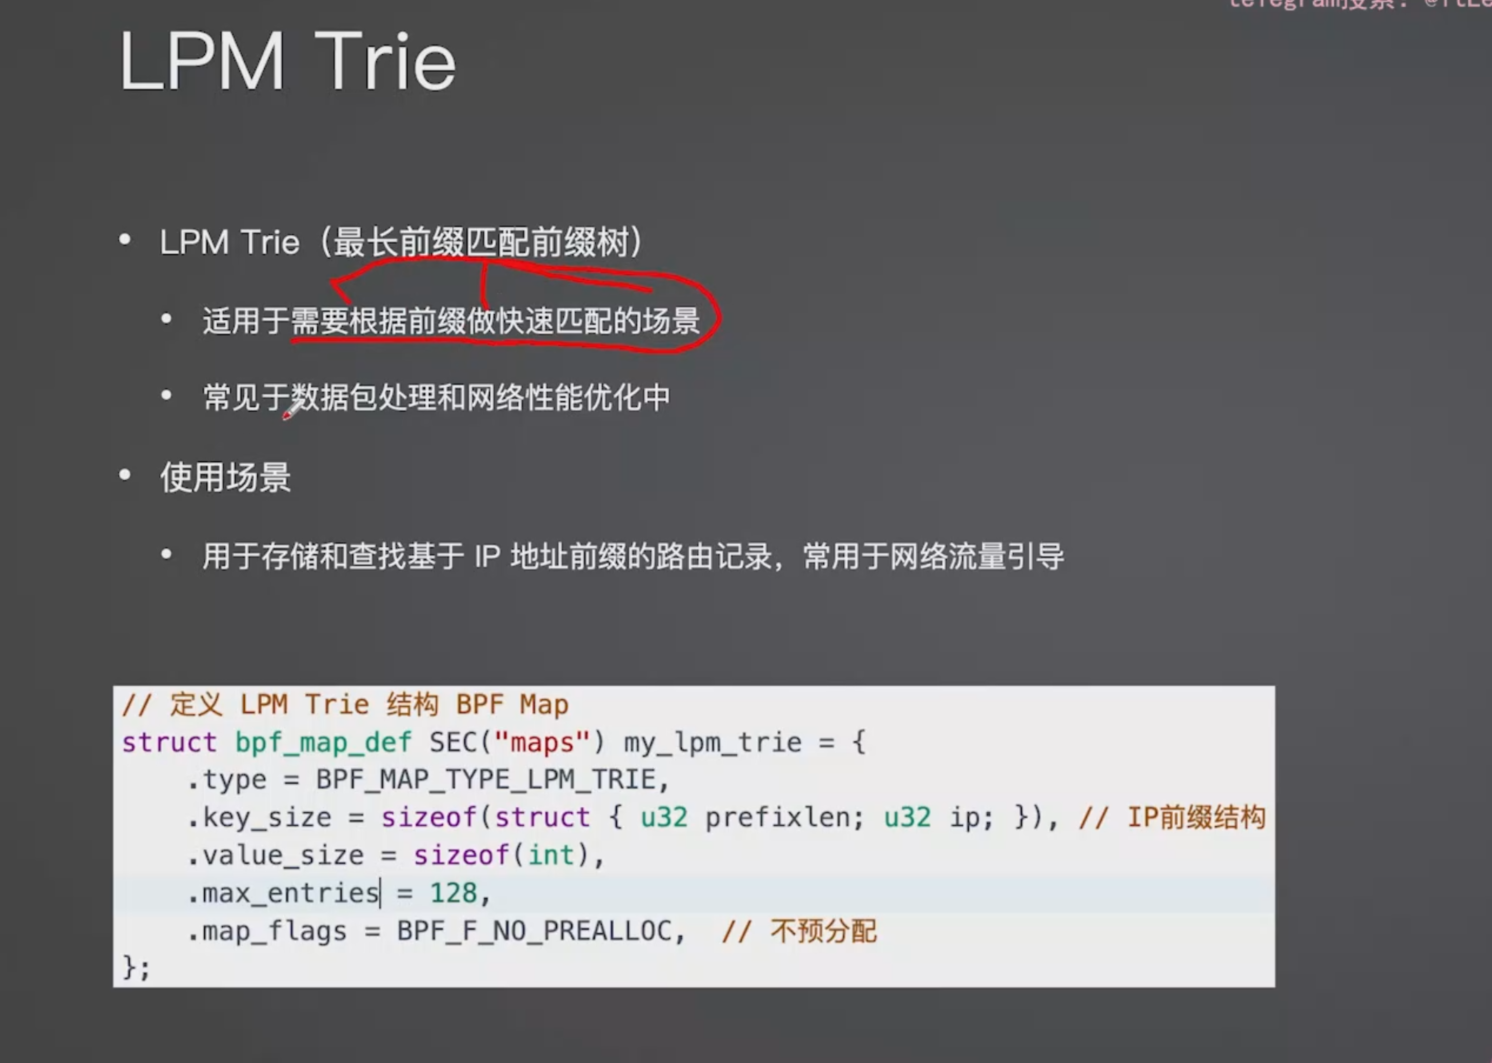 LPM Trie
• LPM Trie（最长前缀匹配前缀树）
• 适用于需要根据前缀做快速匹配的场景
• 常见于数据包处理和网络性能优化中
• 使用场景
• 用于存储和查找基于 IP 地址前缀的路由记录，常用于网络流量引导
// 定义 LPM Trie 结构 BPF Map
struct bpf_map_def SEC("maps") my_lpm_trie = {
    .type = BPF_MAP_TYPE_LPM_TRIE,
    .key_size = sizeof(struct { u32 prefixlen; u32 ip; }), // IP前缀结构
    .value_size = sizeof(int),
    .max_entries = 128,
    .map_flags = BPF_F_NO_PREALLOC,  // 不预分配
};